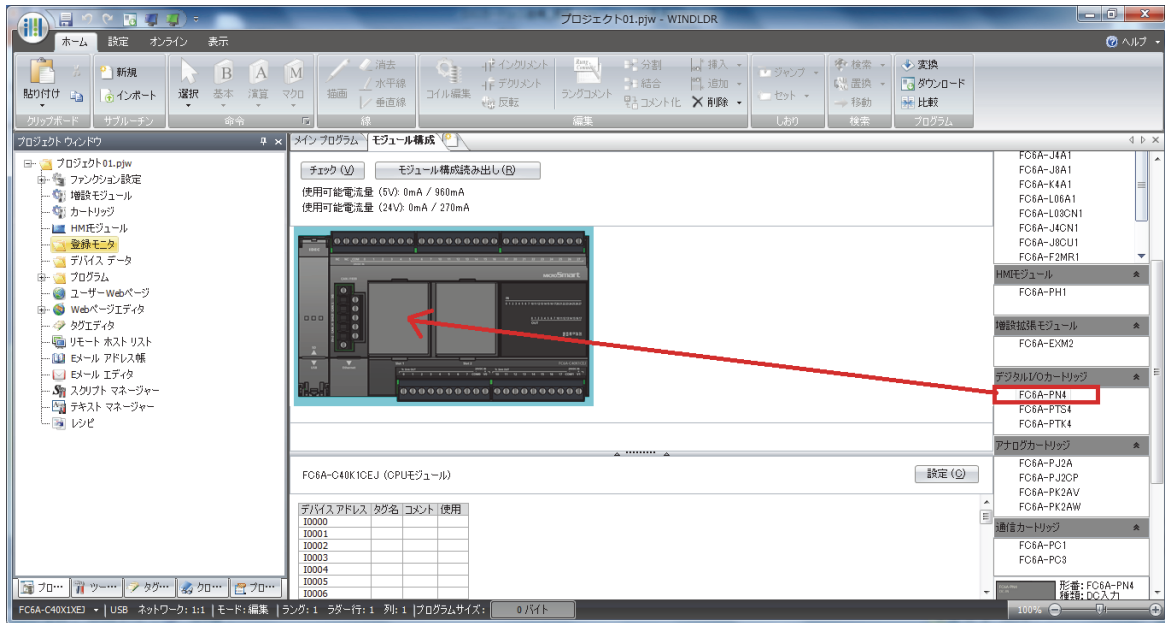 プロジェクト01.pjw - WINDLDR
ホーム 設定 オンライン 表示 ヘルプ
貼り付け 新規 インポート クリップボード サブルーチン
選択 B 基本 A 演算 M マクロ 命令
描画 消去 水平線 垂直線 線
コイル編集 インクリメント デクリメント 反転 ラングコメント 分割 結合 コメント化 挿入 追加 削除 編集
ジャンプ セット しおり
検索 置換 移動 検索
変換 ダウンロード 比較 プログラム
プロジェクト ウィンドウ
プロジェクト01.pjw
ファンクション設定
増設モジュール
カートリッジ
HMIモジュール
登録モニタ
デバイス データ
プログラム
ユーザーWebページ
Webページエディタ
タグエディタ
リモート ホスト リスト
Eメール アドレス帳
Eメール エディタ
スクリプト マネージャー
テキスト マネージャー
レシピ
プロ… ツー… タグ… クロ… プロ…
メイン プログラム モジュール構成
チェック (V) モジュール構成読み出し(R)
使用可能電流量 (5V): 0mA / 960mA
使用可能電流量 (24V): 0mA / 270mA
FC6A-C40K1CEJ (CPUモジュール) 設定 (C)
デバイス アドレス タグ名 コメント 使用
I0000
I0001
I0002
I0003
I0004
I0005
I0006
FC6A-J4A1
FC6A-J8A1
FC6A-K4A1
FC6A-L06A1
FC6A-L03CN1
FC6A-J4CN1
FC6A-J8CU1
FC6A-F2MR1
HMIモジュール
FC6A-PH1
増設拡張モジュール
FC6A-EXM2
デジタルI/Oカートリッジ
FC6A-PN4
FC6A-PTS4
FC6A-PTK4
アナログカートリッジ
FC6A-PJ2A
FC6A-PJ2CP
FC6A-PK2AV
FC6A-PK2AW
通信カートリッジ
FC6A-PC1
FC6A-PC3
形番: FC6A-PN4
種類: DC入力
FC6A-C40X1XEJ USB ネットワーク: 1:1 モード: 編集 ラング: 1 ラダー行: 1 列: 1 プログラムサイズ: 0バイト 100%